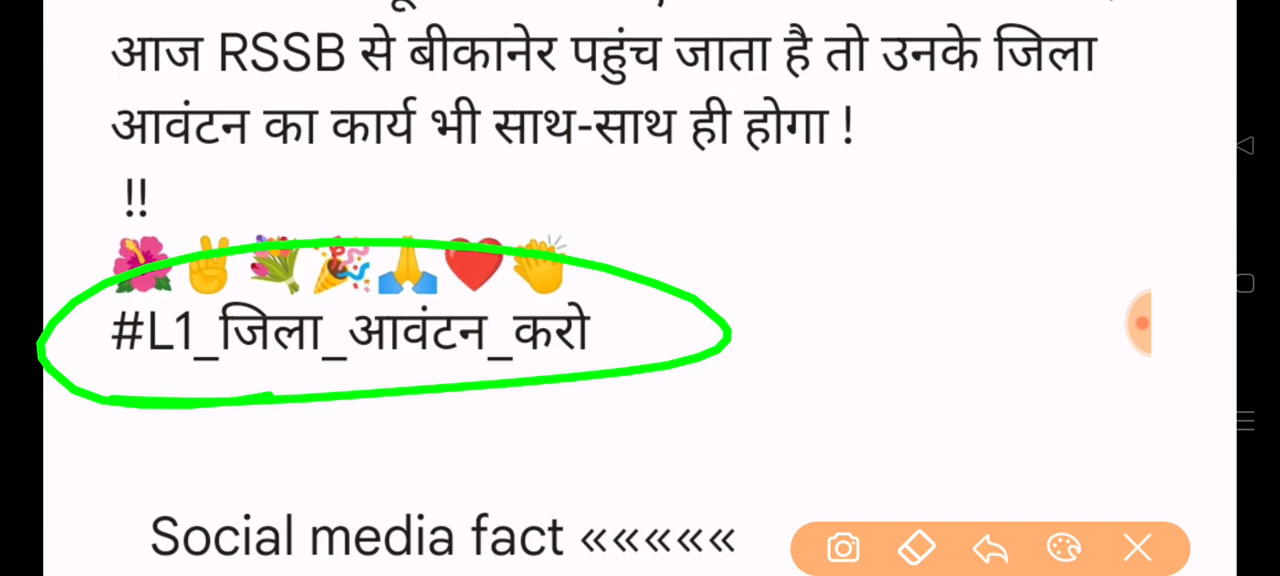 आज RSSB से बीकानेर पहुंच जाता है तो उनके जिला
आवंटन का कार्य भी साथ-साथ ही होगा !
!!
🌺✌️💐🎉🙏❤️👏
#L1_जिला_आवंटन_करो
Social media fact «««««